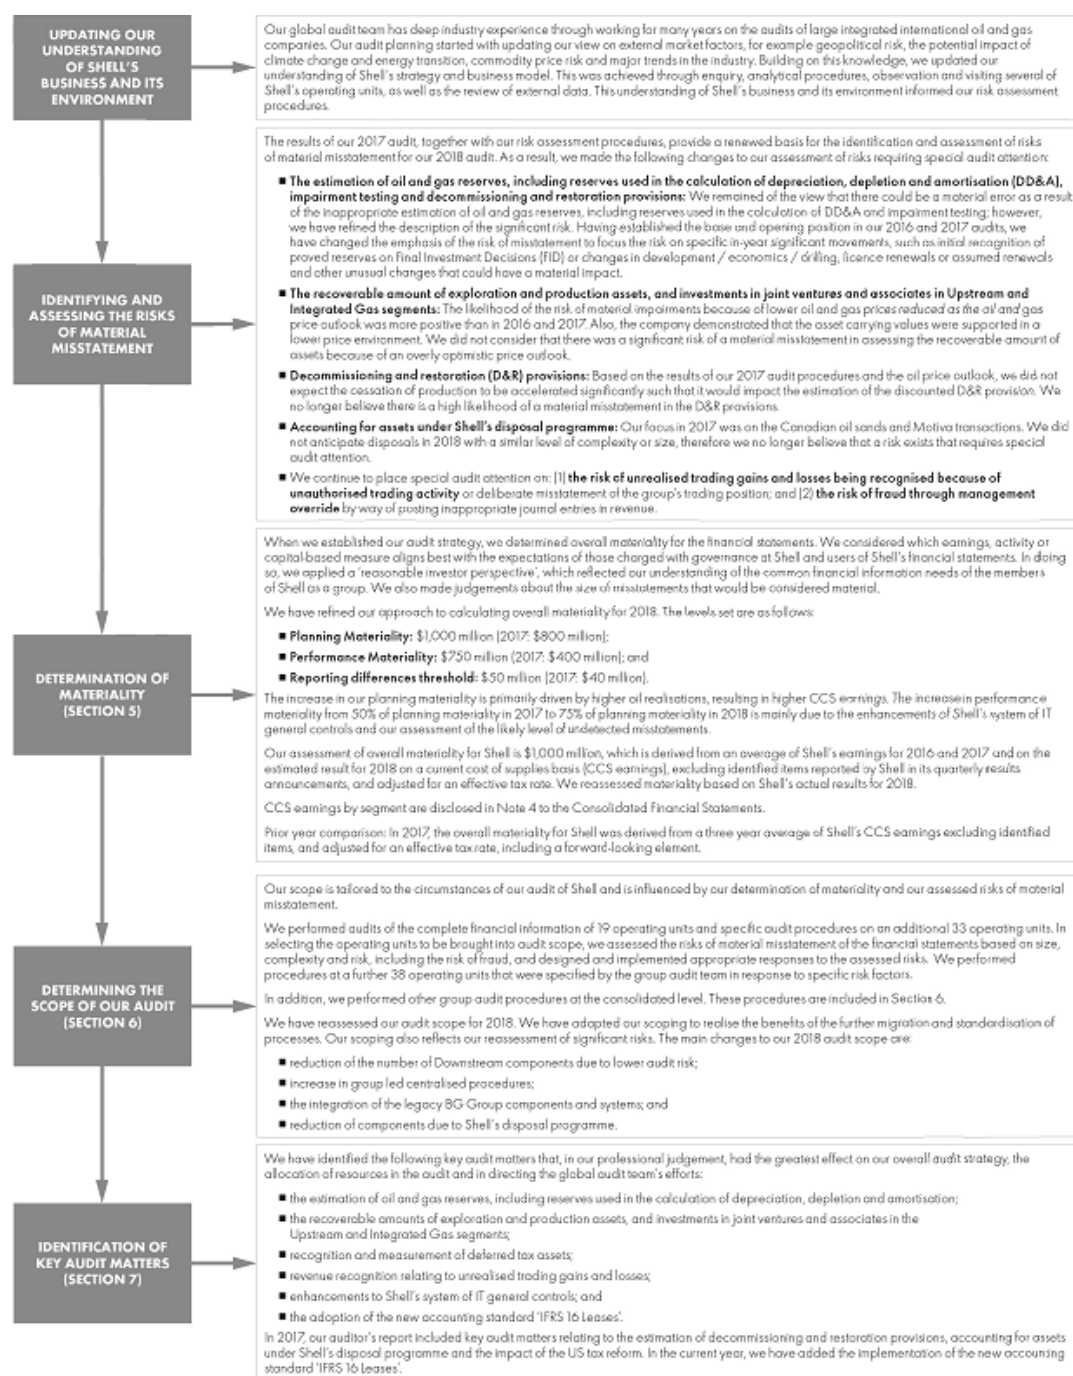 UPDATING OUR
UNDERSTANDING
OF SHELL'S
BUSINESS AND ITS
ENVIRONMENT
Our global audit team has deep industry experience through working for many years on the audits of large integrated international oil and gas
companies. Our audit planning started with updating our view on external market factors, for example geopolitical risk, the potential impact of
climate change and energy transition, commodity price risk and major trends in the industry. Building on this knowledge, we updated our
understanding of Shell's strategy and business model. This was achieved through enquiry, analytical procedures, observation and visiting several of
Shell's operating units, as well as the review of external data. This understanding of Shell's business and its environment informed our risk assessment
procedures.
IDENTIFYING AND
ASSESSING THE RISKS
OF MATERIAL
MISSTATEMENT
The results of our 2017 audit, together with our risk assessment procedures, provide a renewed basis for the identification and assessment of risks
of material misstatement for our 2018 audit. As a result, we made the following changes to our assessment of risks requiring special audit attention:
■ The estimation of oil and gas reserves, including reserves used in the calculation of depreciation, depletion and amortisation (DD&A),
impairment testing and decommissioning and restoration provisions: We remained of the view that there could be a material error as a result
of the inappropriate estimation of oil and gas reserves, including reserves used in the calculation of DD&A and impairment testing; however,
we have refined the description of the significant risk. Having established the base and opening position in our 2016 and 2017 audits, we
have changed the emphasis of the risk of misstatement to focus the risk on specific in-year significant movements, such as initial recognition of
proved reserves on Final Investment Decisions (FID) or changes in development / economics / drilling, licence renewals or assumed renewals
and other unusual changes that could have a material impact.
■ The recoverable amount of exploration and production assets, and investments in joint ventures and associates in Upstream and
Integrated Gas segments: The likelihood of the risk of material impairments because of lower oil and gas prices reduced as the oil and gas
price outlook was more positive than in 2016 and 2017. Also, the company demonstrated that the asset carrying values were supported in a
lower price environment. We did not consider that there was a significant risk of a material misstatement in assessing the recoverable amount of
assets because of an overly optimistic price outlook.
■ Decommissioning and restoration (D&R) provisions: Based on the results of our 2017 audit procedures and the oil price outlook, we did not
expect the cessation of production to be accelerated significantly such that it would impact the estimation of the discounted D&R provision. We
no longer believe there is a high likelihood of a material misstatement in the D&R provisions.
■ Accounting for assets under Shell's disposal programme: Our focus in 2017 was on the Canadian oil sands and Motiva transactions. We did
not anticipate disposals in 2018 with a similar level of complexity or size, therefore we no longer believe that a risk exists that requires special
audit attention.
■ We continue to place special audit attention on: (1) the risk of unrealised trading gains and losses being recognised because of
unauthorised trading activity or deliberate misstatement of the group's trading position; and (2) the risk of fraud through management
override by way of posting inappropriate journal entries in revenue.
DETERMINATION OF
MATERIALITY
(SECTION 5)
When we established our audit strategy, we determined overall materiality for the financial statements. We considered which earnings, activity or
capital-based measure aligns best with the expectations of those charged with governance at Shell and users of Shell's financial statements. In doing
so, we applied a 'reasonable investor perspective', which reflected our understanding of the common financial information needs of the members
of Shell as a group. We also made judgements about the size of misstatements that would be considered material.
We have refined our approach to calculating overall materiality for 2018. The levels set are as follows:
■ Planning Materiality: $1,000 million (2017: $800 million);
■ Performance Materiality: $750 million (2017: $400 million); and
■ Reporting differences threshold: $50 million (2017: $40 million).
The increase in our planning materiality is primarily driven by higher oil realisations, resulting in higher CCS earnings. The increase in performance
materiality from 50% of planning materiality in 2017 to 75% of planning materiality in 2018 is mainly due to the enhancements of Shell's system of IT
general controls and our assessment of the likely level of undetected misstatements.
Our assessment of overall materiality for Shell is $1,000 million, which is derived from an average of Shell's earnings for 2016 and 2017 and on the
estimated result for 2018 on a current cost of supplies basis (CCS earnings), excluding identified items reported by Shell in its quarterly results
announcements, and adjusted for an effective tax rate. We reassessed materiality based on Shell's actual results for 2018.
CCS earnings by segment are disclosed in Note 4 to the Consolidated Financial Statements.
Prior year comparison: In 2017, the overall materiality for Shell was derived from a three year average of Shell's CCS earnings excluding identified
items, and adjusted for an effective tax rate, including a forward-looking element.
DETERMINING THE
SCOPE OF OUR AUDIT
(SECTION 6)
Our scope is tailored to the circumstances of our audit of Shell and is influenced by our determination of materiality and our assessed risks of material
misstatement.
We performed audits of the complete financial information of 19 operating units and specific audit procedures on an additional 33 operating units. In
selecting the operating units to be brought into audit scope, we assessed the risks of material misstatement of the financial statements based on size,
complexity and risk, including the risk of fraud, and designed and implemented appropriate responses to the assessed risks. We performed
procedures at a further 38 operating units that were specified by the group audit team in response to specific risk factors.
In addition, we performed other group audit procedures at the consolidated level. These procedures are included in Section 6.
We have reassessed our audit scope for 2018. We have adapted our scoping to realise the benefits of the further migration and standardisation of
processes. Our scoping also reflects our reassessment of significant risks. The main changes to our 2018 audit scope are:
■ reduction of the number of Downstream components due to lower audit risk;
■ increase in group led centralised procedures;
■ the integration of the legacy BG Group components and systems; and
■ reduction of components due to Shell's disposal programme.
IDENTIFICATION OF
KEY AUDIT MATTERS
(SECTION 7)
We have identified the following key audit matters that, in our professional judgement, had the greatest effect on our overall audit strategy, the
allocation of resources in the audit and in directing the global audit team's efforts:
■ the estimation of oil and gas reserves, including reserves used in the calculation of depreciation, depletion and amortisation;
■ the recoverable amounts of exploration and production assets, and investments in joint ventures and associates in the
Upstream and Integrated Gas segments;
■ recognition and measurement of deferred tax assets;
■ revenue recognition relating to unrealised trading gains and losses;
■ enhancements to Shell's system of IT general controls; and
■ the adoption of the new accounting standard 'IFRS 16 Leases'.
In 2017, our auditor's report included key audit matters relating to the estimation of decommissioning and restoration provisions, accounting for assets
under Shell's disposal programme and the impact of the US tax reform. In the current year, we have added the implementation of the new accounting
standard 'IFRS 16 Leases'.